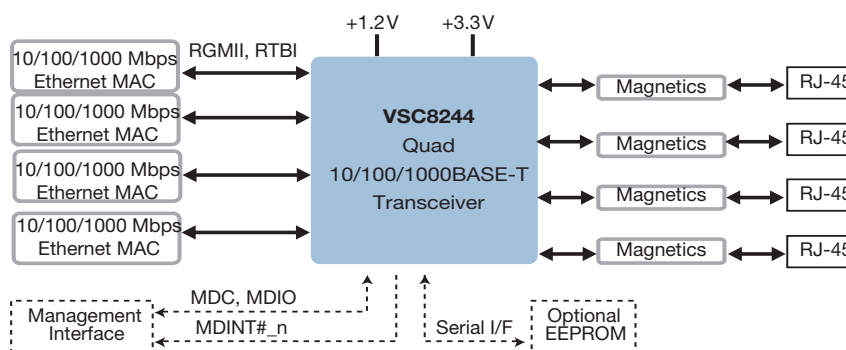 +1.2V
+3.3V
10/100/1000 Mbps
Ethernet MAC
RGMII, RTBI
10/100/1000 Mbps
Ethernet MAC
10/100/1000 Mbps
Ethernet MAC
10/100/1000 Mbps
Ethernet MAC
VSC8244
Quad
10/100/1000BASE-T
Transceiver
Magnetics
RJ-45
Magnetics
RJ-45
Magnetics
RJ-45
Magnetics
RJ-45
Management
Interface
MDC, MDIO
MDINT#_n
Serial I/F
Optional
EEPROM